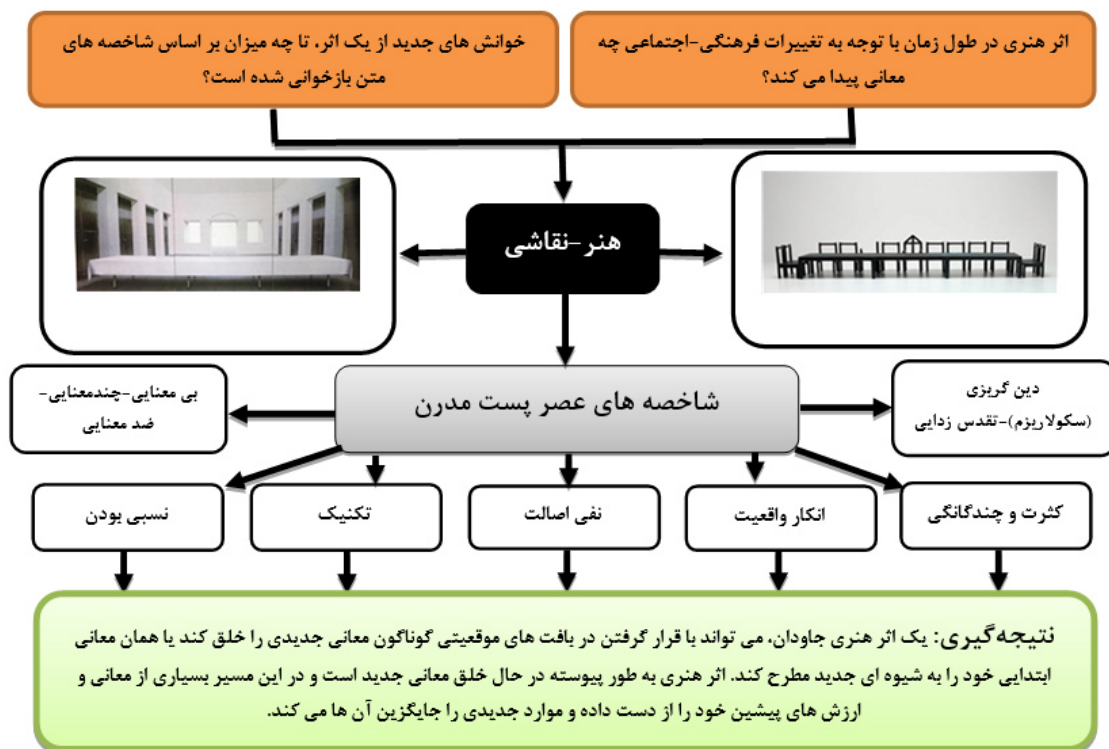 اثر هنری در طول زمان با توجه به تغییرات فرهنگی-اجتماعی چه
معانی پیدا می کند؟
خوانش های جدید از یک اثر، تا چه میزان بر اساس شاخصه های
متن بازخوانی شده است؟
هنر-نقاشی
شاخصه های عصر پست مدرن
دین گریزی
(سکولاریزم)-تقدس زدایی
بی معنایی-چندمعنایی-
ضد معنایی
کثرت و چندگانگی
انکار واقعیت
نفی اصالت
تکنیک
نسبی بودن
نتیجه‌گیری: یک اثر هنری جاودان، می تواند با قرار گرفتن در بافت های موقعیتی گوناگون معانی جدیدی را خلق کند یا همان معانی
ابتدایی خود را به شیوه ای جدید مطرح کند. اثر هنری به طور پیوسته در حال خلق معانی جدید است و در این مسیر بسیاری از معانی و
ارزش های پیشین خود را از دست داده و موارد جدیدی را جایگزین آن ها می کند.